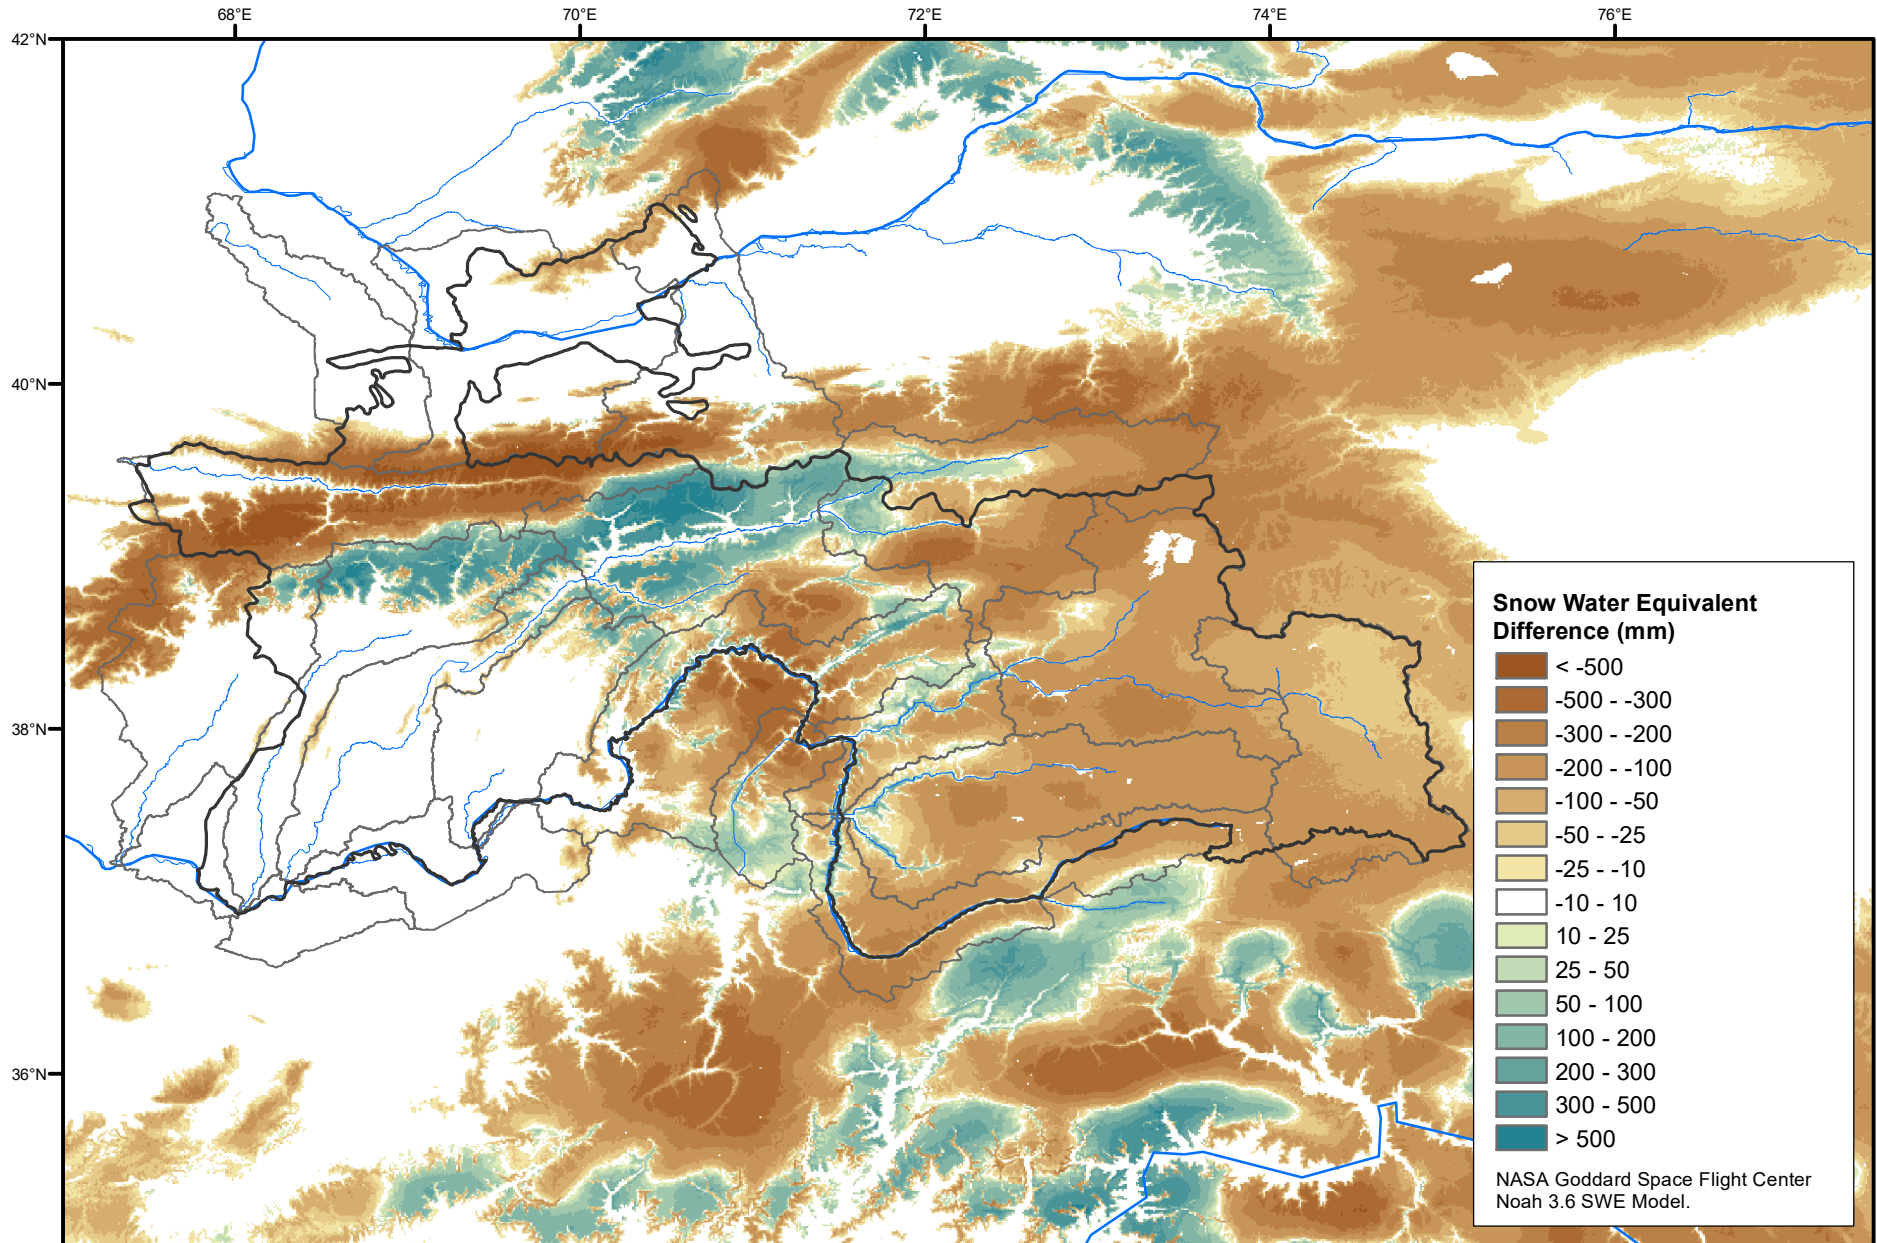 68°E
70°E
72°E
74°E
76°E
42°N
40°N
38°N
36°N
Snow Water Equivalent
Difference (mm)
< -500
-500 - -300
-300 - -200
-200 - -100
-100 - -50
-50 - -25
-25 - -10
-10 - 10
10 - 25
25 - 50
50 - 100
100 - 200
200 - 300
300 - 500
> 500
NASA Goddard Space Flight Center
Noah 3.6 SWE Model.